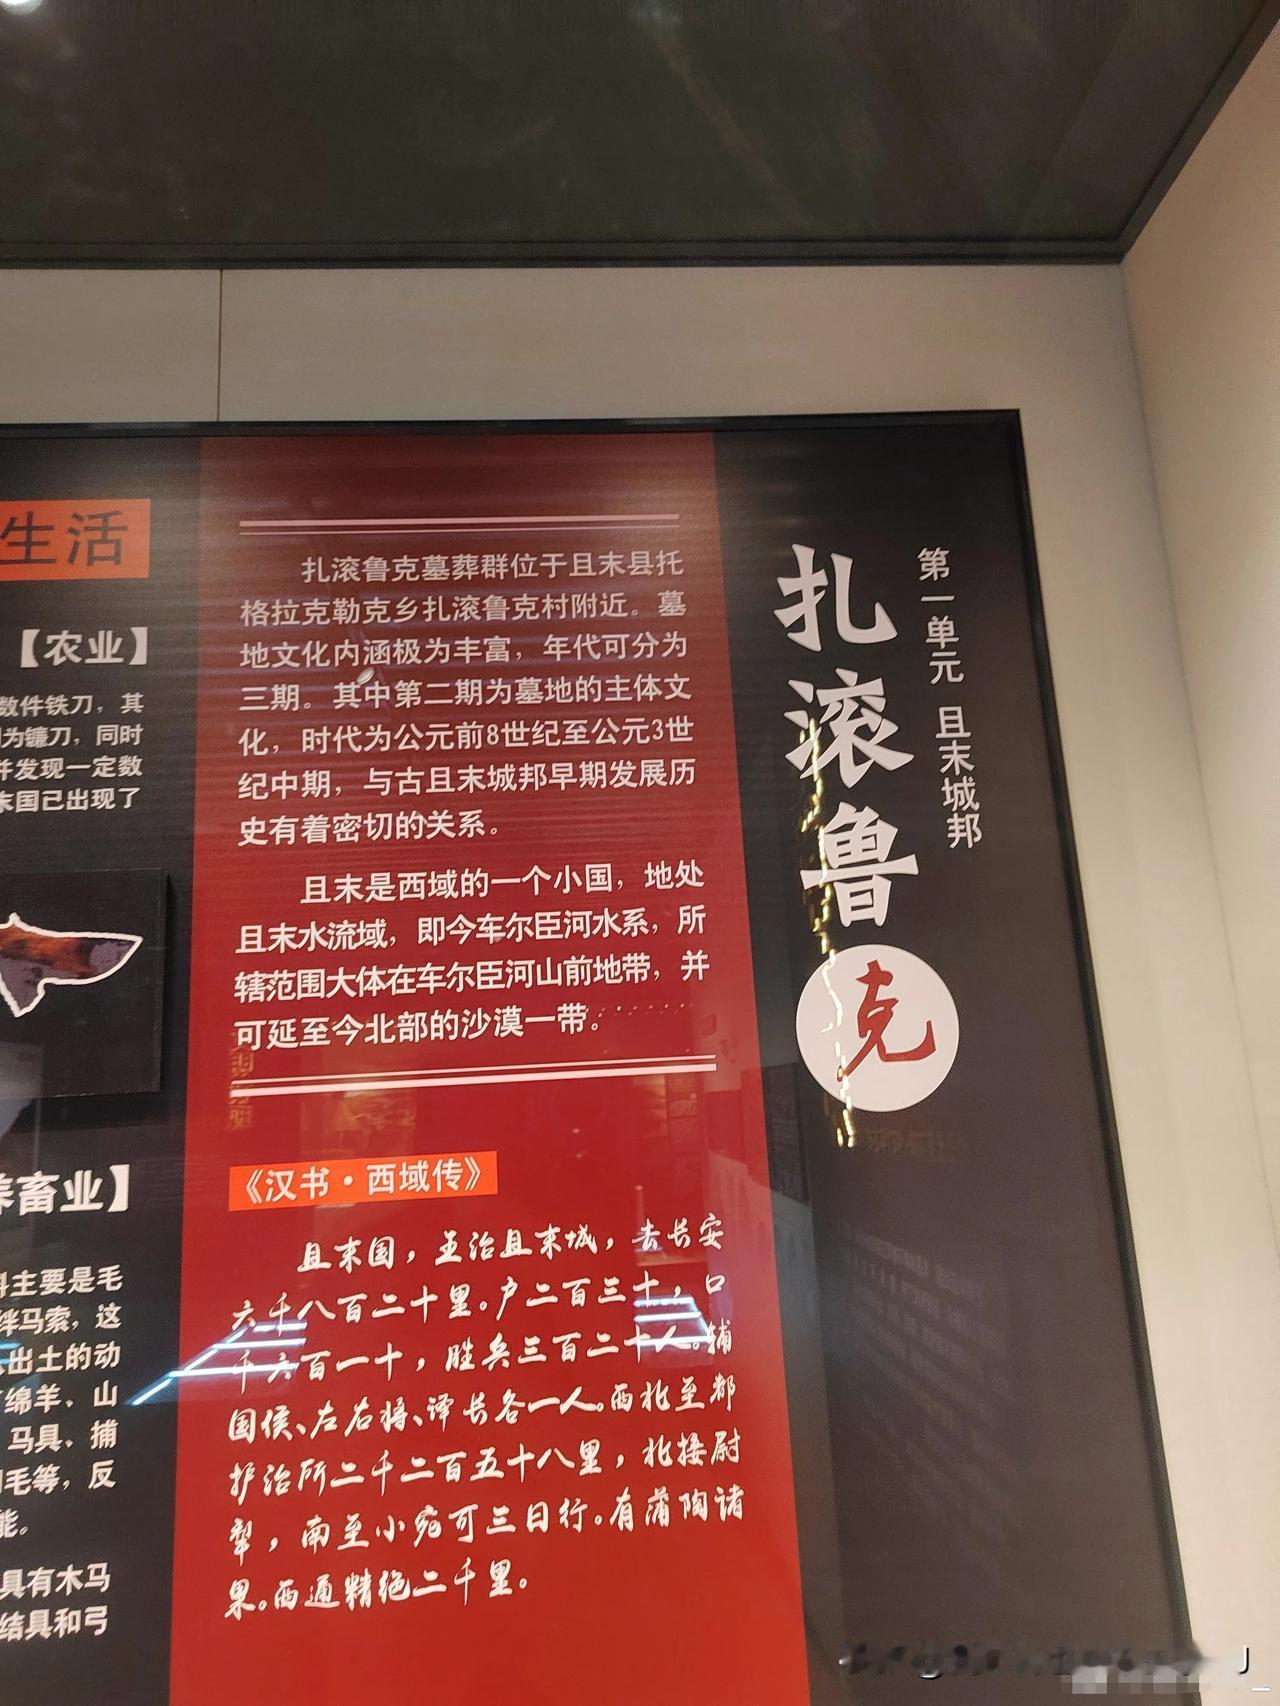 第一单元 且末城邦
扎滚鲁克
扎滚鲁克墓葬群位于且末县托
格拉克勒克乡扎滚鲁克村附近。墓
地文化内涵极为丰富，年代可分为
三期。其中第二期为墓地的主体文
化，时代为公元前8世纪至公元3世
纪中期，与古且末城邦早期发展历
史有着密切的关系。
且末是西域的一个小国，地处
且末水流域，即今车尔臣河水系，所
辖范围大体在车尔臣河山前地带，并
可延至今北部的沙漠一带。
《汉书·西域传》
且末国，王治且末城，去长安
六千八百二十里。户二百三十，口
千六百一十，胜兵三百二十人。辅
国侯、左右将、译长各一人。西北至都
护治所二千二百五十八里，北接尉
犁，南至小宛可三日行。有蒲陶诸
果。西通精绝二千里。
生活
【农业】
数件铁刀，其
为镰刀，同时
并发现一定数
末国已出现了
养畜业】
料主要是毛
绊马索，这
出土的动
绵羊、山
马具、捕
毛等，反
能。
具有木马
结具和弓